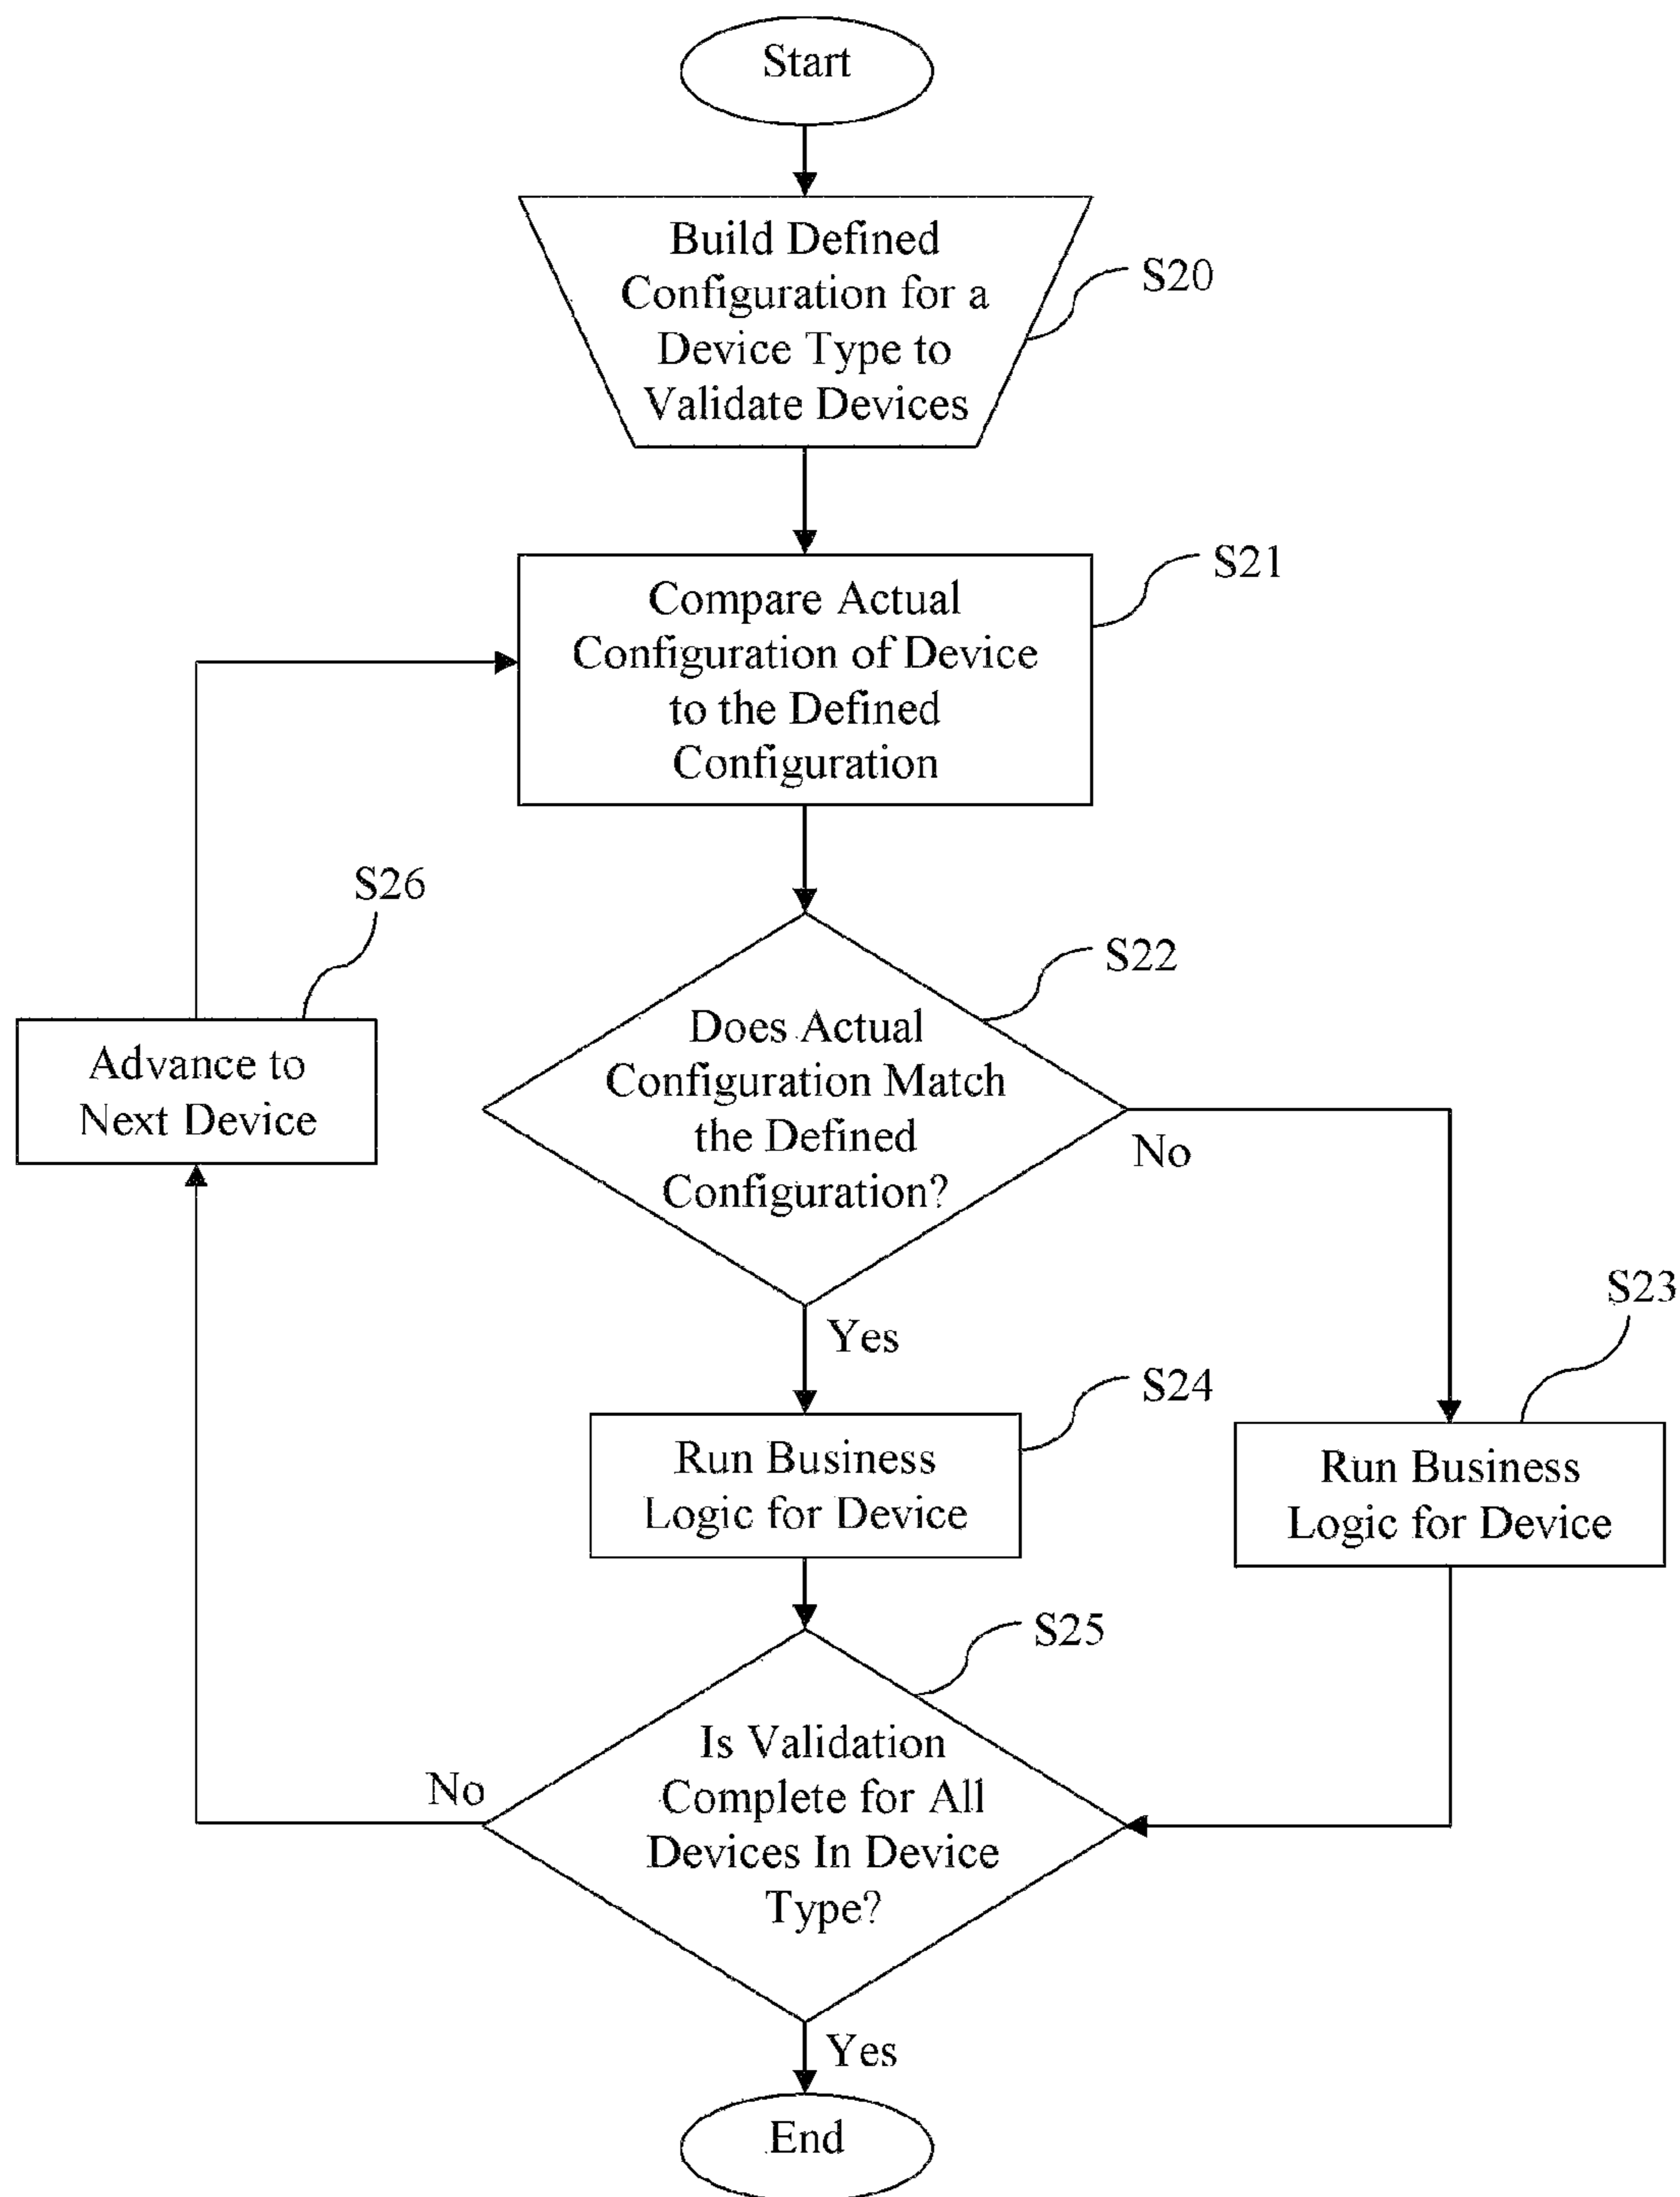 Start
Build Defined
Configuration for a
Device Type to
Validate Devices
S20
Compare Actual
Configuration of Device
to the Defined
Configuration
S21
S26
Advance to
Next Device
S22
Does Actual
Configuration Match
the Defined
Configuration?
No
Yes
S23
S24
Run Business
Logic for Device
Run Business
Logic for Device
S25
Is Validation
Complete for All
Devices In Device
Type?
No
Yes
End